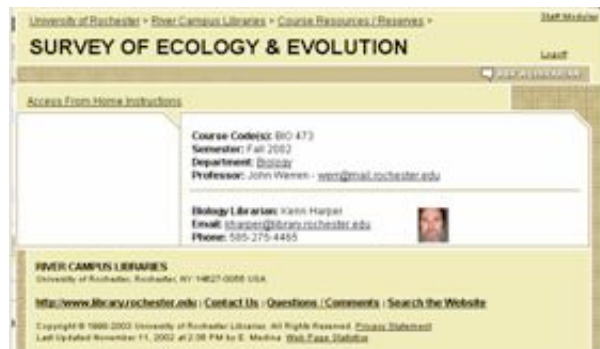 University of Rochester > River Campus Libraries > Course Resources / Reserves >
Staff Modules
SURVEY OF ECOLOGY & EVOLUTION
Logoff
ASK A LIBRARIAN
Access From Home Instructions
Course Code(s): BIO 473
Semester: Fall 2002
Department: Biology
Professor: John Werren - werr@mail.rochester.edu
Biology Librarian: Harper
Email: kharper@library.rochester.edu
Phone: 585-275-4465
RIVER CAMPUS LIBRARIES
University of Rochester, Rochester, NY 14627-0055 USA
http://www.library.rochester.edu | Contact Us | Questions / Comments | Search the Website
Copyright © 1998-2003 University of Rochester Libraries. All Rights Reserved. Privacy Statement
Last Updated November 11, 2002 at 2:38 PM by E. Medina Web Page Statistics